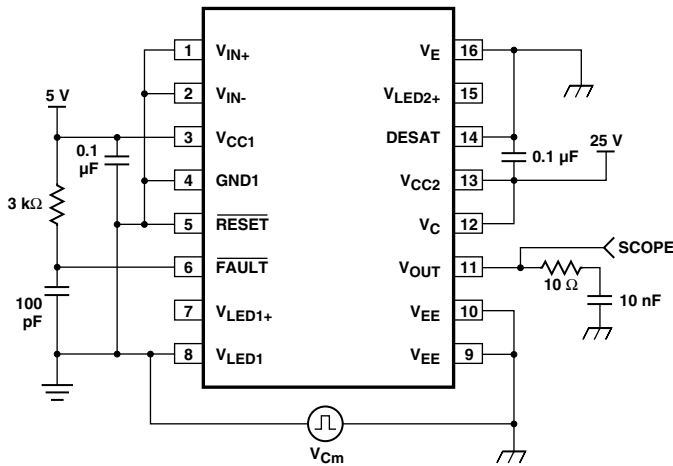 1 V_IN+
2 V_IN-
3 V_CC1
4 GND1
5 RESET
6 FAULT
7 V_LED1+
8 V_LED1
V_E 16
V_LED2+ 15
DESAT 14
V_CC2 13
V_C 12
V_OUT 11
V_EE 10
V_EE 9
5 V
0.1 µF
3 kΩ
100 pF
0.1 µF
25 V
SCOPE
10 Ω
10 nF
V_Cm